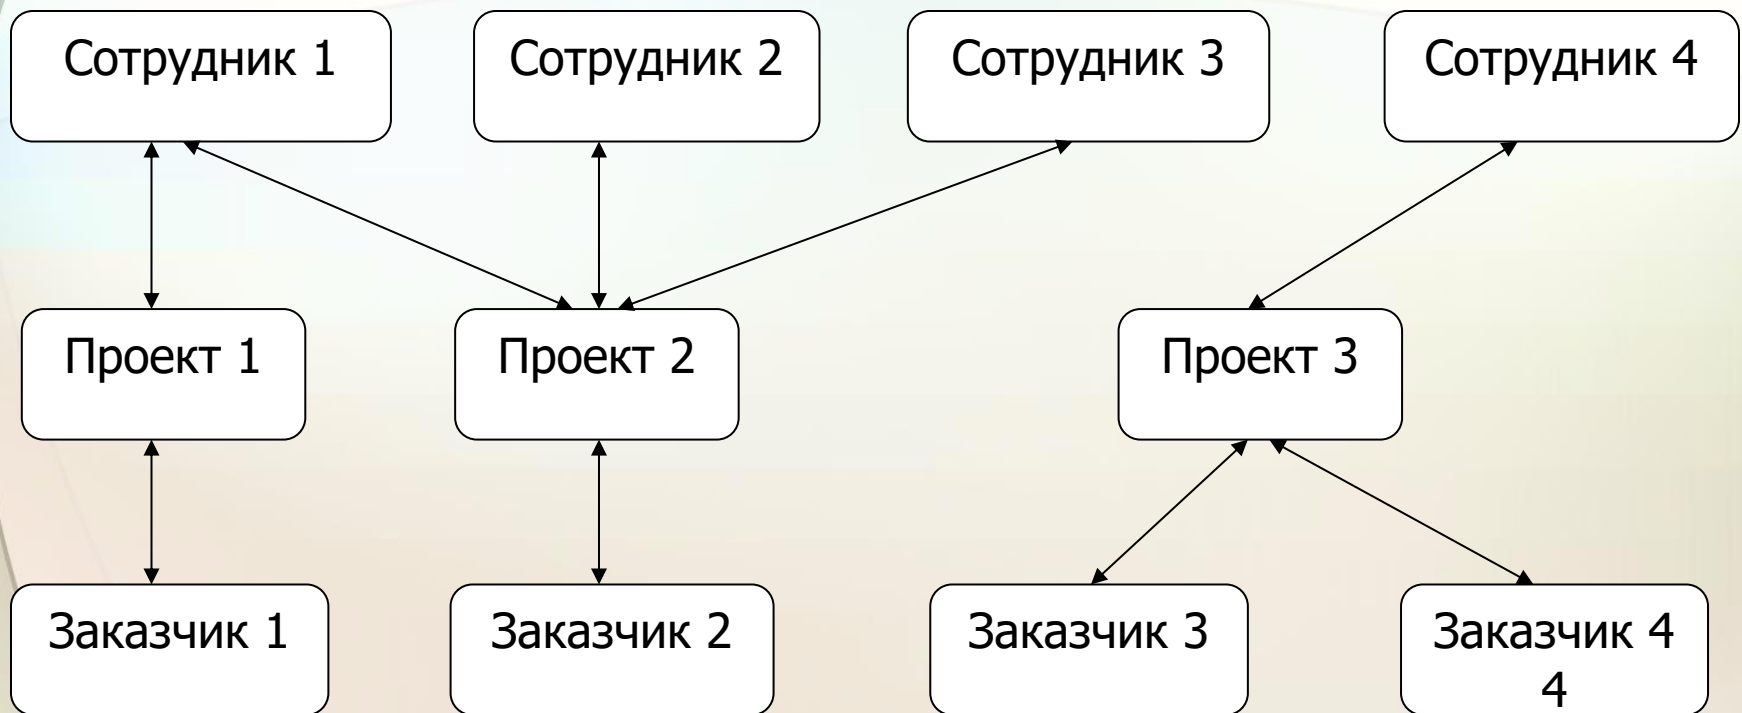 Сотрудник 1
Сотрудник 2
Сотрудник 3
Сотрудник 4
Проект 1
Проект 2
Проект 3
Заказчик 1
Заказчик 2
Заказчик 3
Заказчик 4
4